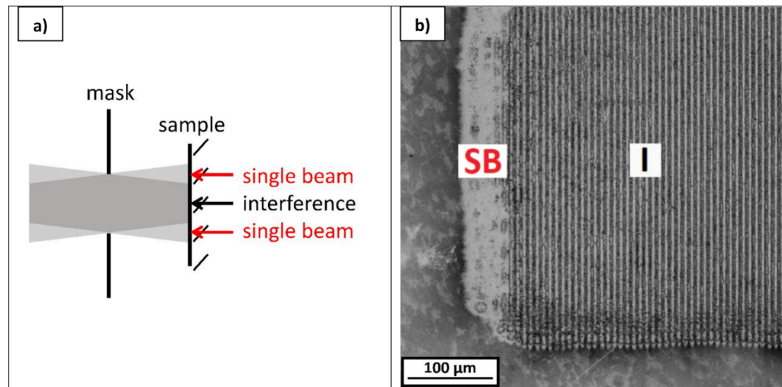 a)
mask
sample
single beam
interference
single beam
b)
SB
I
100 µm